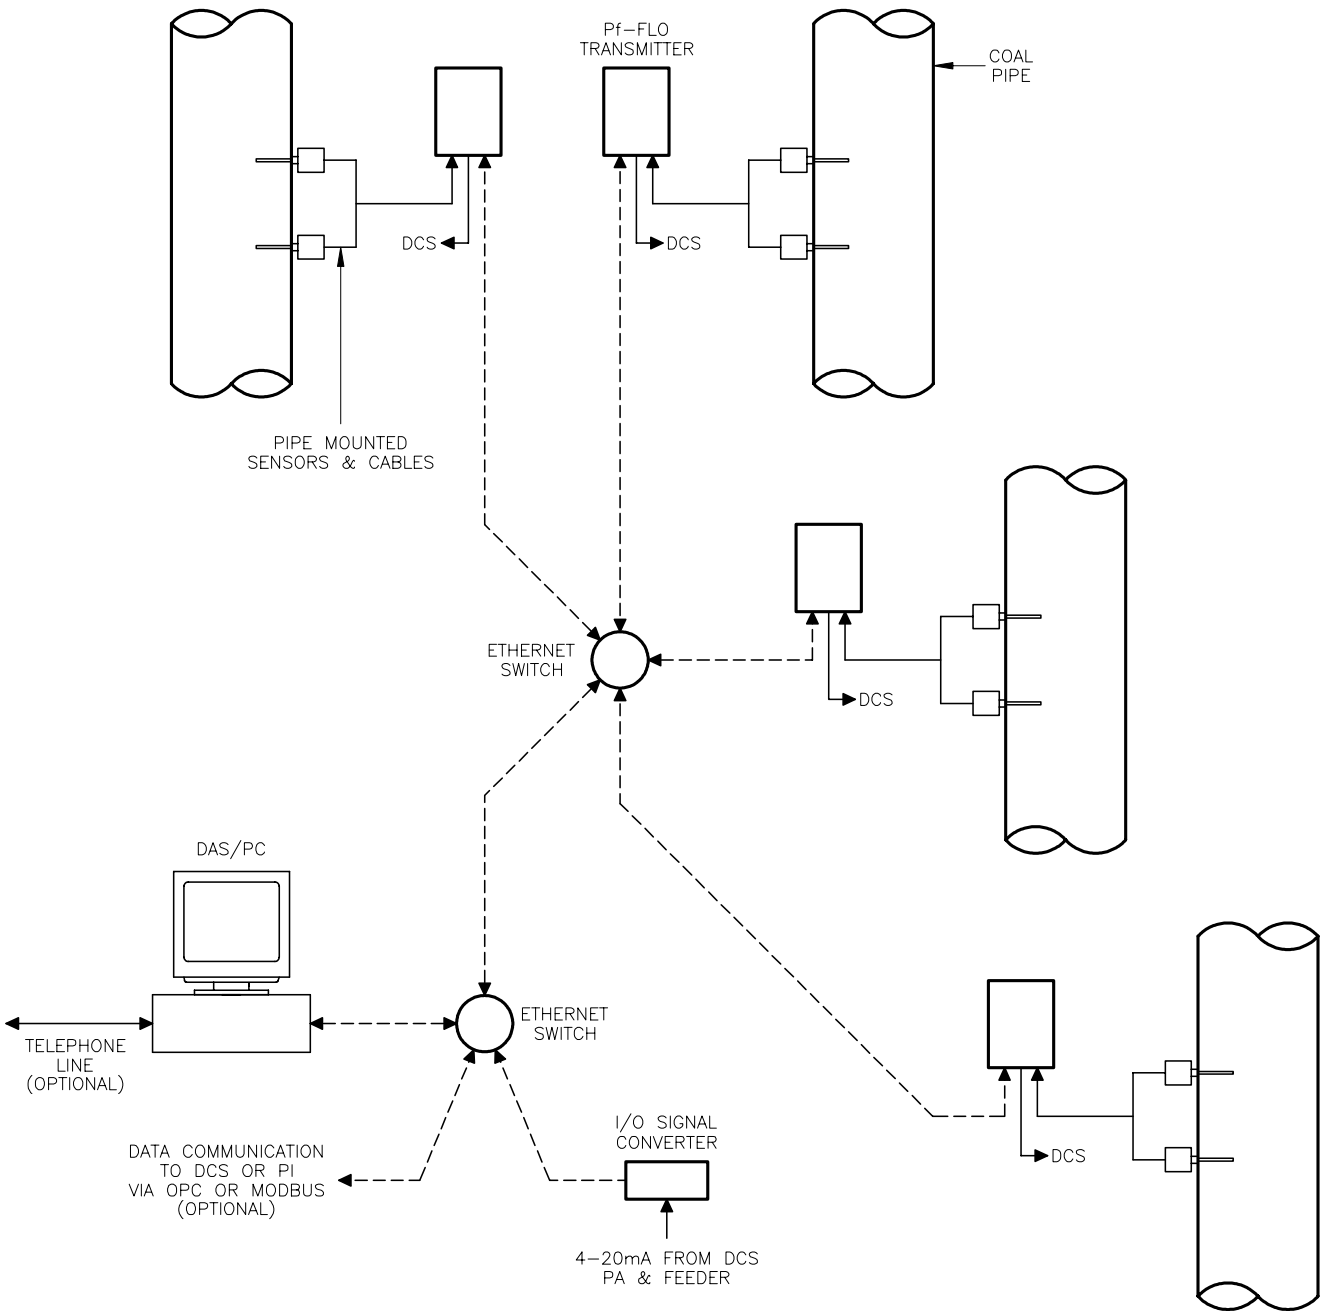 Pf-FLO
TRANSMITTER
COAL
PIPE
DCS
DCS
PIPE MOUNTED
SENSORS & CABLES
ETHERNET
SWITCH
DCS
DAS/PC
ETHERNET
SWITCH
TELEPHONE
LINE
(OPTIONAL)
I/O SIGNAL
CONVERTER
DATA COMMUNICATION
TO DCS OR PI
VIA OPC OR MODBUS
(OPTIONAL)
DCS
4-20mA FROM DCS
PA & FEEDER